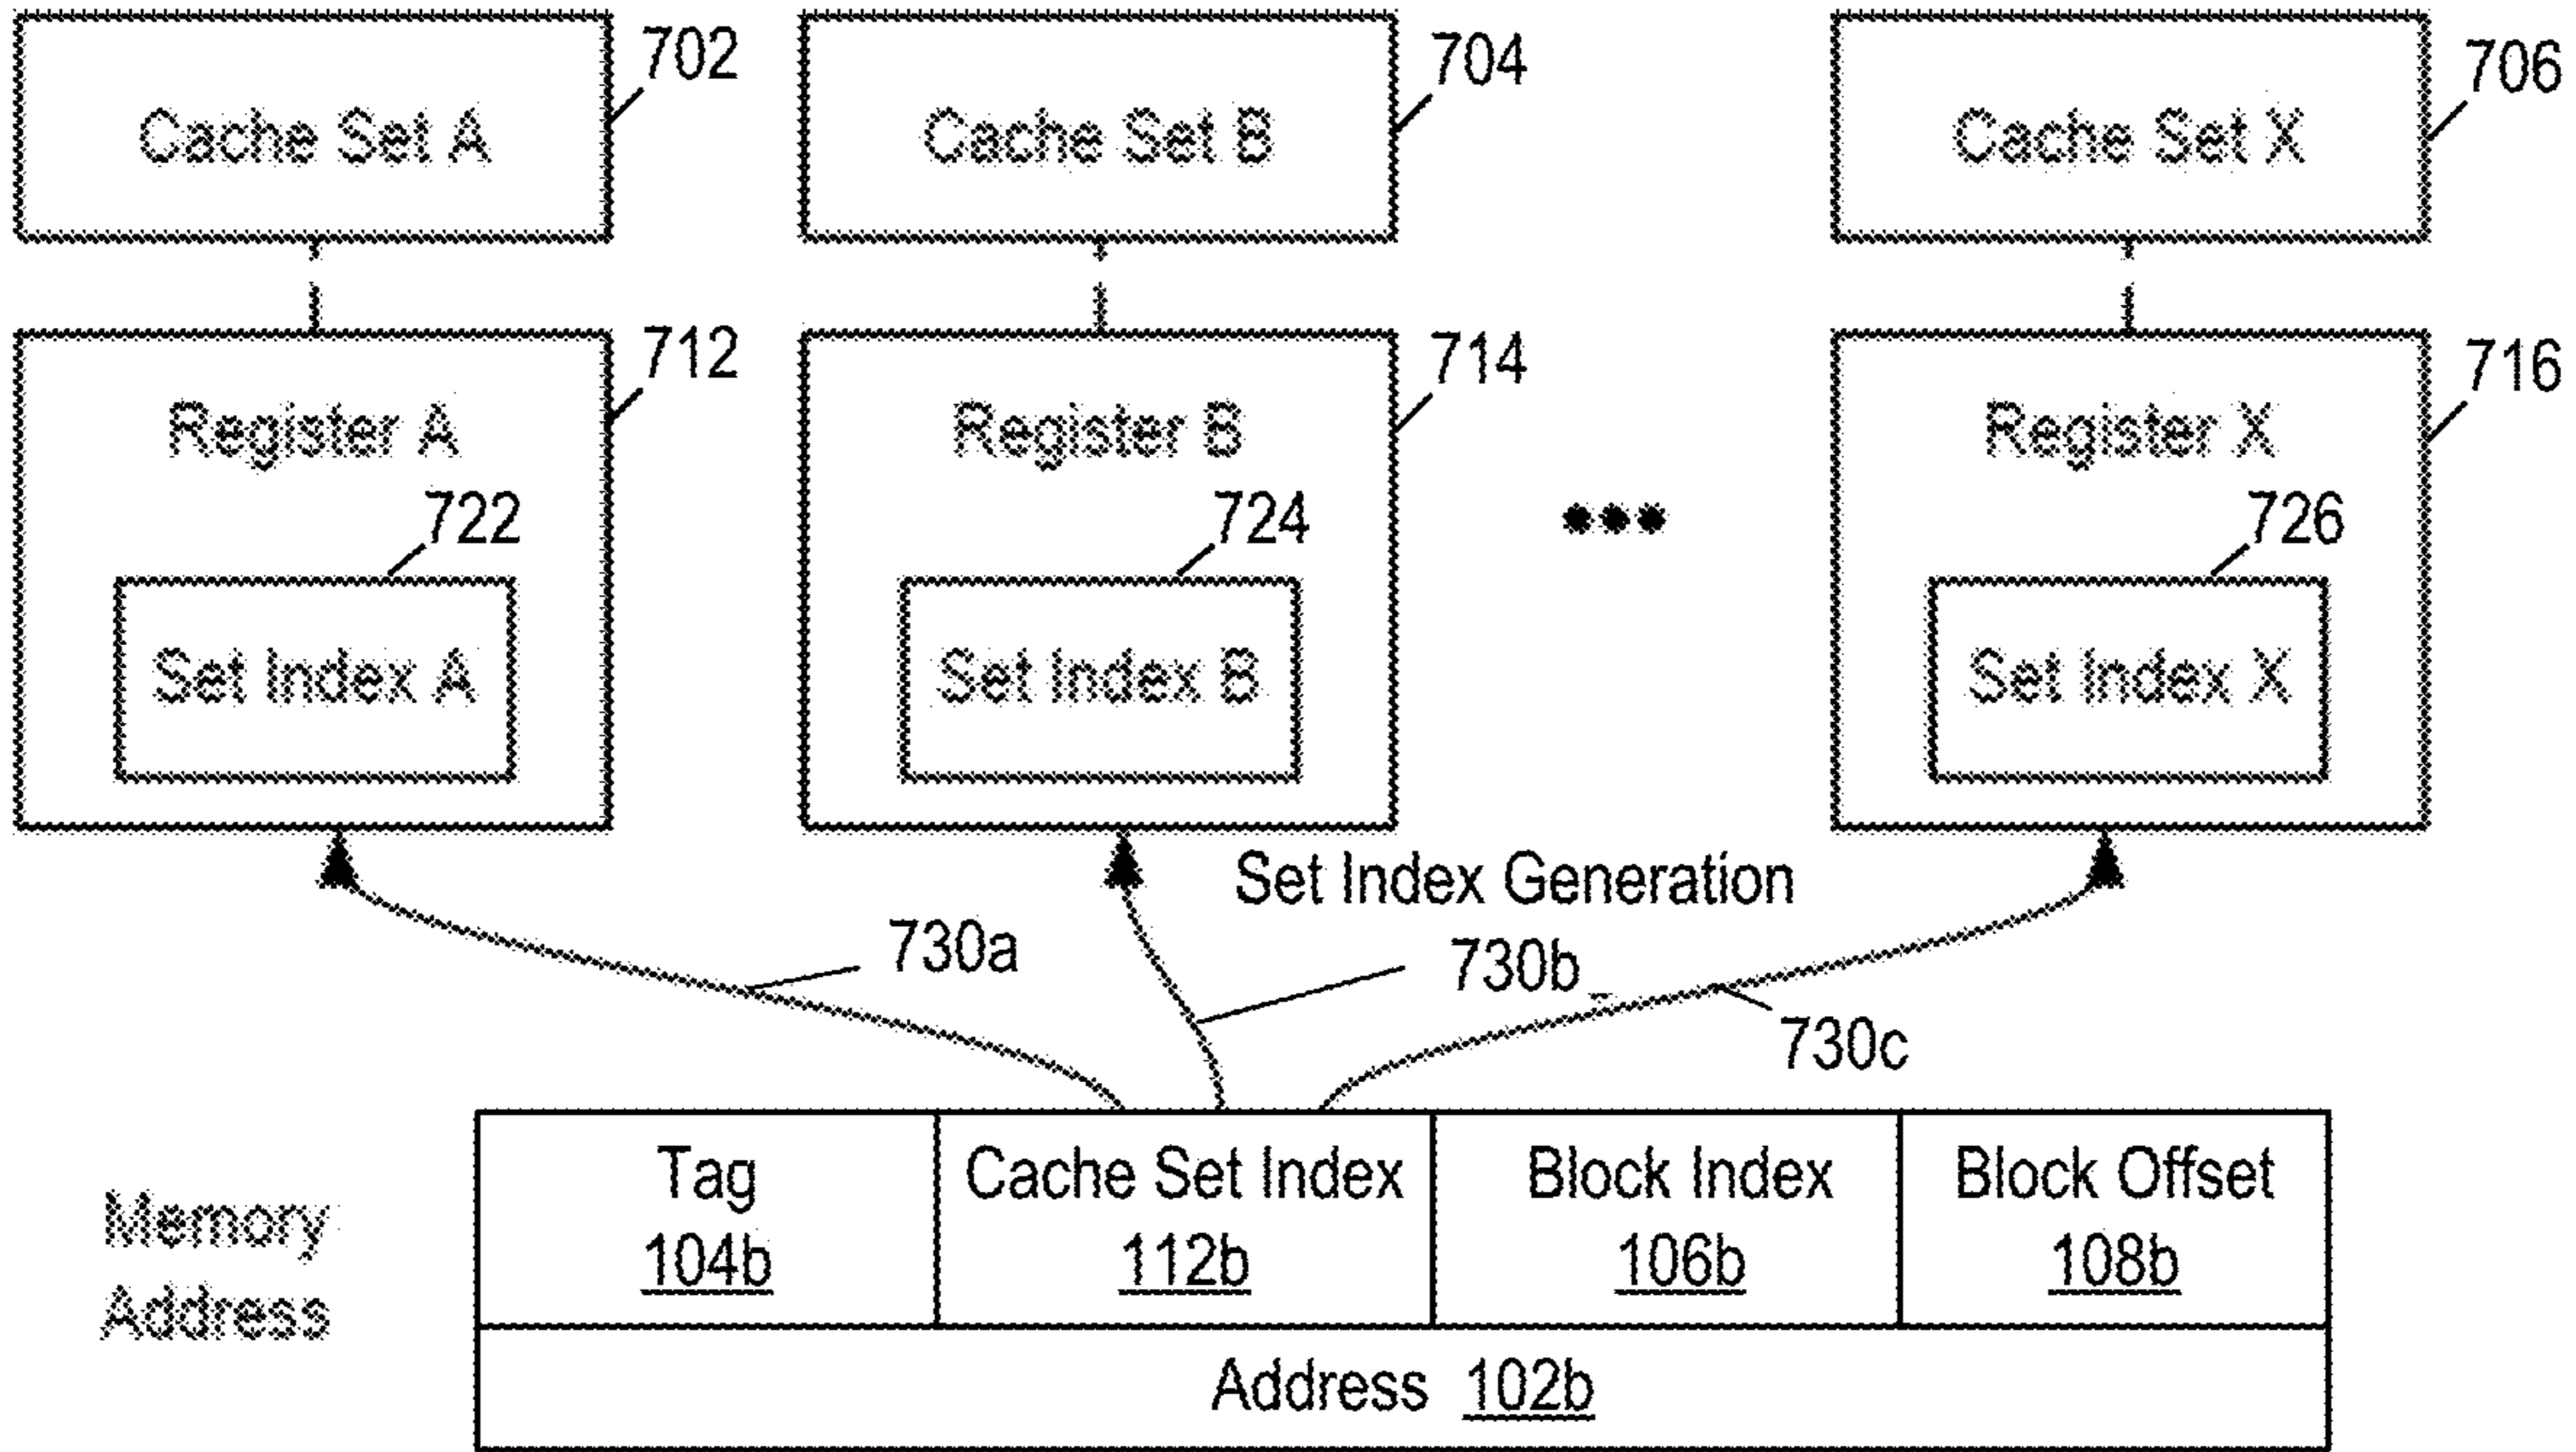 702
704
706
Cache Set A
Cache Set B
Cache Set X
712
714
716
Register A
Register B
Register X
722
724
726
Set Index A
Set Index B
Set Index X
Set Index Generation
730a
730b
730c
Memory
Address
Tag
104b
Cache Set Index
112b
Block Index
106b
Block Offset
108b
Address 102b